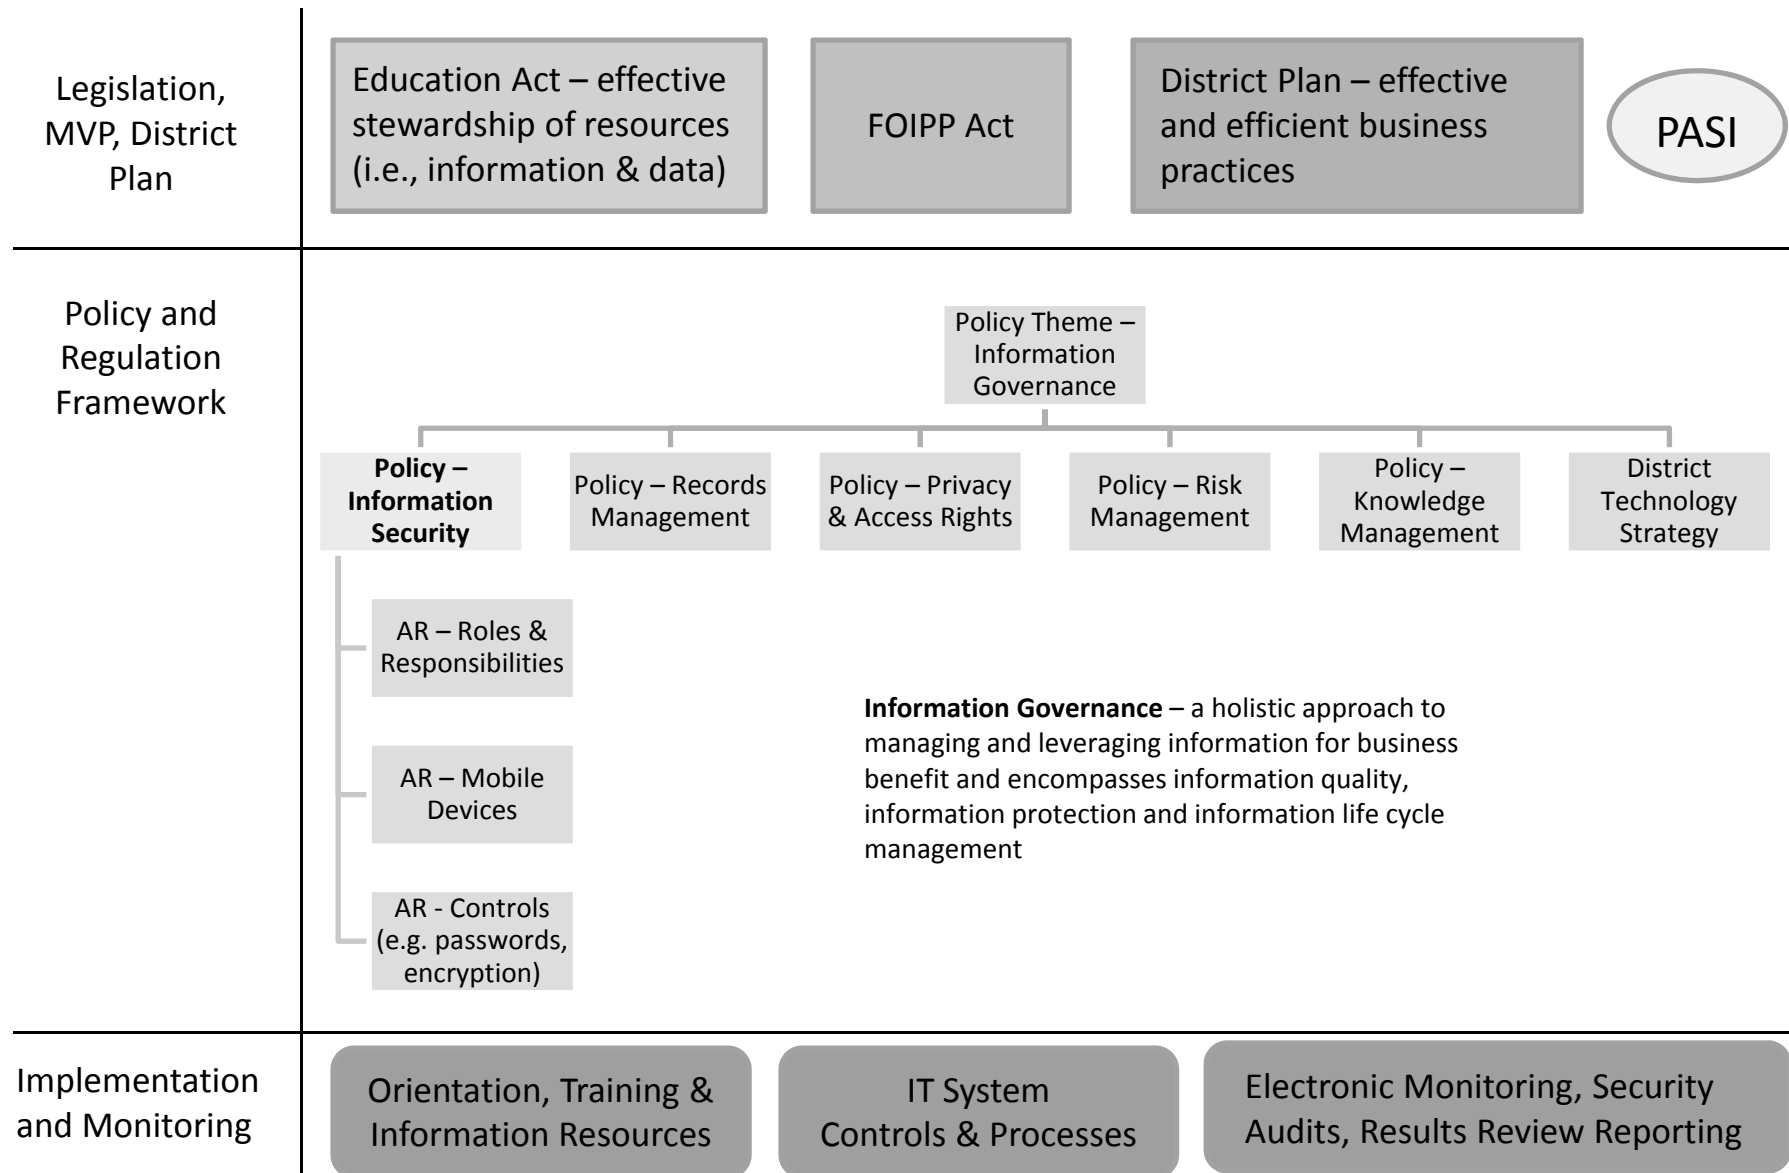 Legislation,
MVP, District
Plan
Education Act – effective
stewardship of resources
(i.e., information & data)
FOIPP Act
District Plan – effective
and efficient business
practices
PASI
Policy and
Regulation
Framework
Policy Theme –
Information
Governance
Policy –
Information
Security
Policy – Records
Management
Policy – Privacy
& Access Rights
Policy – Risk
Management
Policy –
Knowledge
Management
District
Technology
Strategy
AR – Roles &
Responsibilities
AR – Mobile
Devices
AR - Controls
(e.g. passwords,
encryption)
Information Governance – a holistic approach to
managing and leveraging information for business
benefit and encompasses information quality,
information protection and information life cycle
management
Implementation
and Monitoring
Orientation, Training &
Information Resources
IT System
Controls & Processes
Electronic Monitoring, Security
Audits, Results Review Reporting